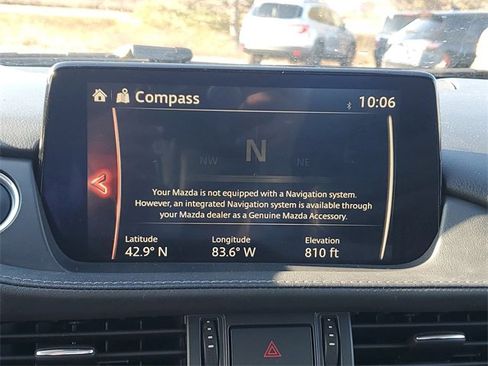 Compass 10:06
N
NW NE
Your Mazda is not equipped with a Navigation system.
However, an integrated Navigation system is available through
your Mazda dealer as a Genuine Mazda Accessory.
Latitude Longitude Elevation
42.9° N 83.6° W 810 ft